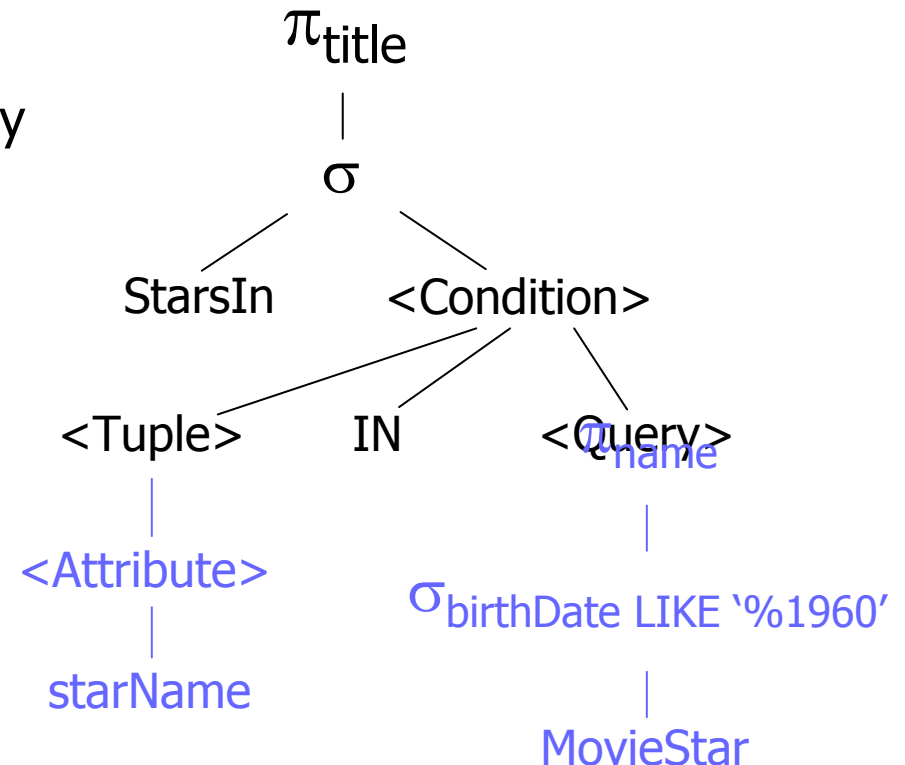 πtitle
y
σ
StarsIn <Condition>
<Tuple> IN <Query>
πname
<Attribute>
σbirthDate LIKE ‘%1960’
starName
MovieStar